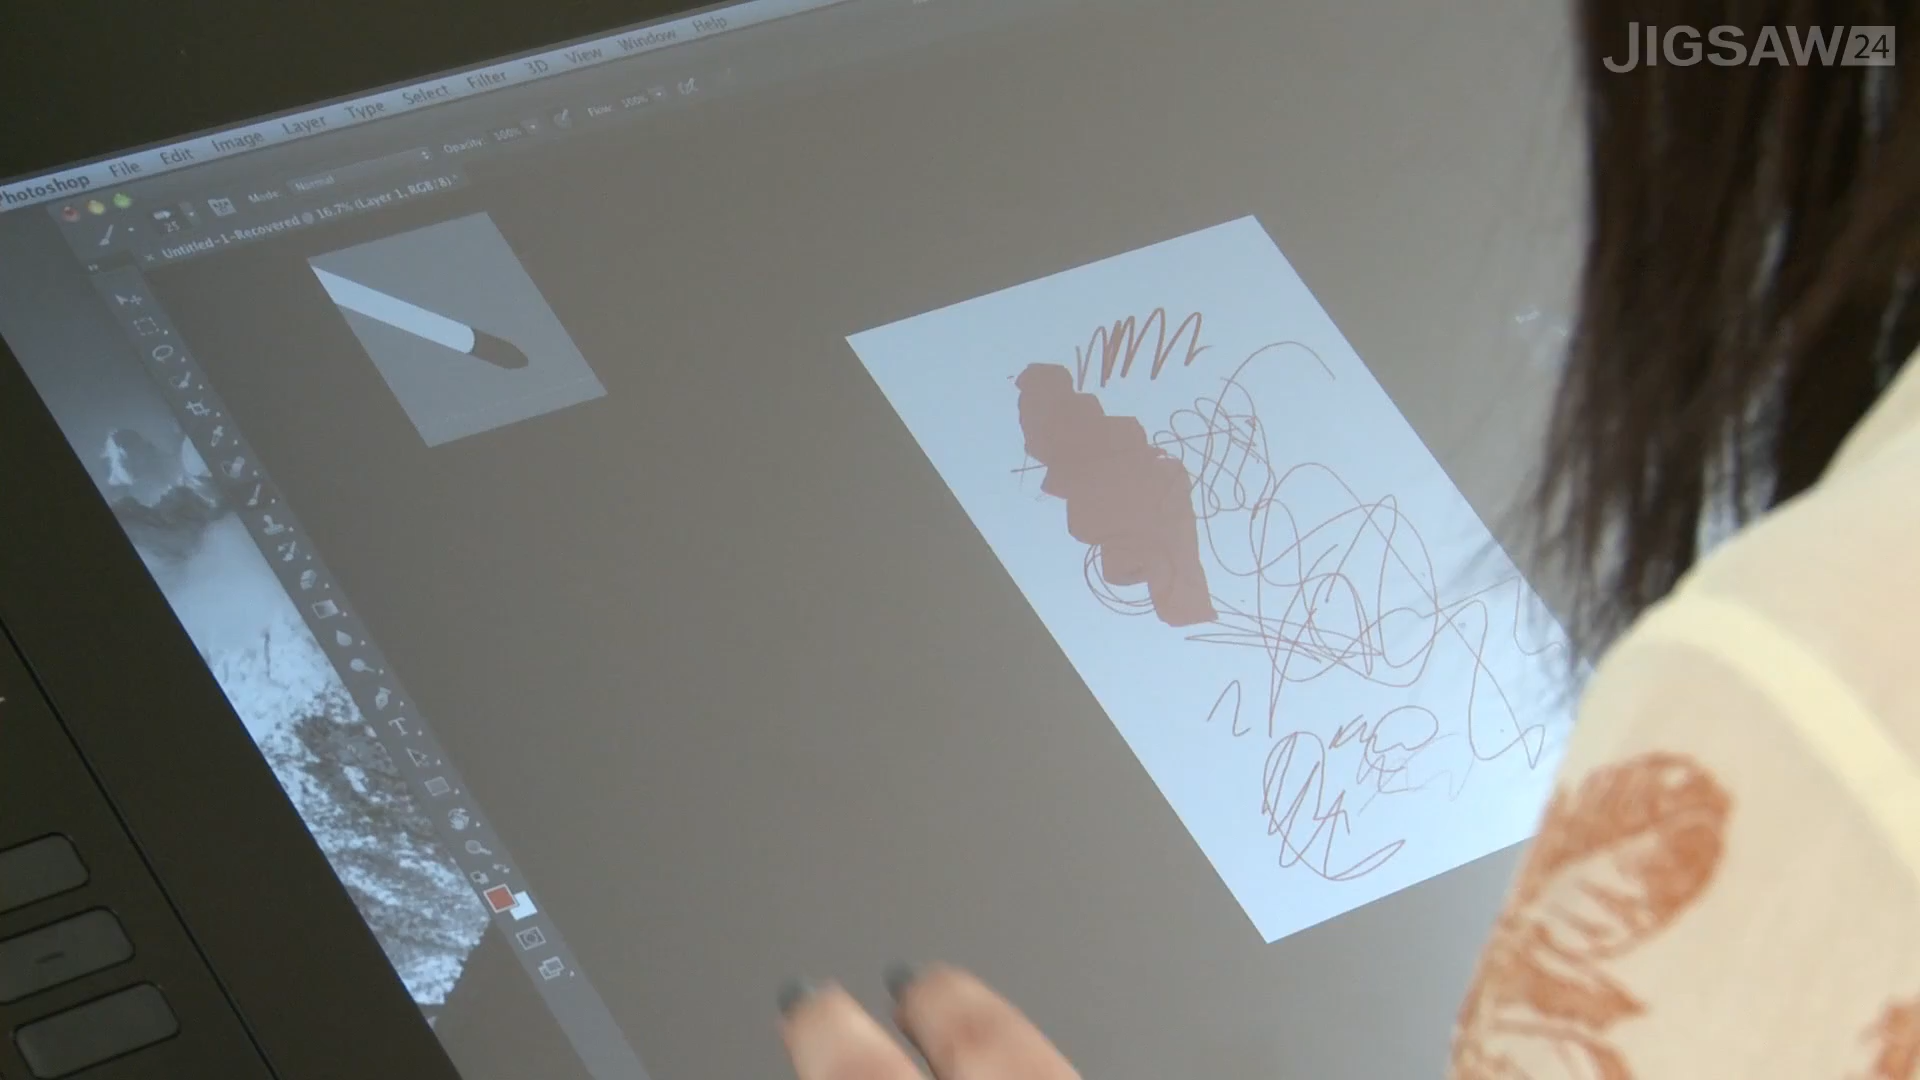 JIGSAW24
Photoshop File Edit Image Layer Type Select Filter 3D View Window Help
25 Mode: Normal Opacity: 100% Flow: 100%
× Untitled-1-Recovered @ 16.7% (Layer 1, RGB/8) *